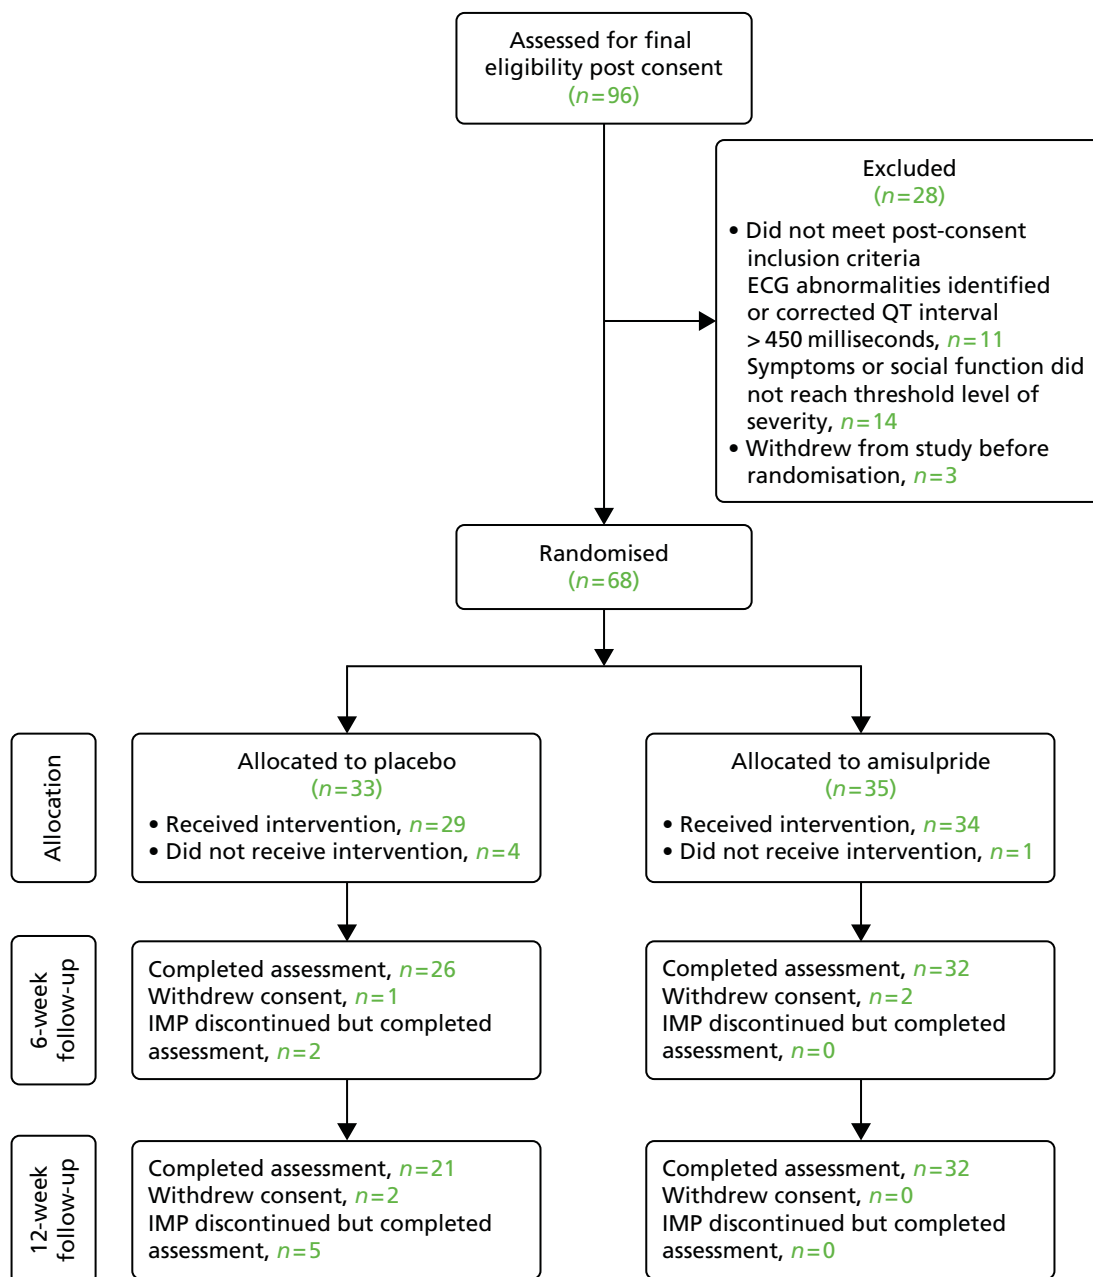 Assessed for final
eligibility post consent
(n=96)
Excluded
(n=28)
• Did not meet post-consent
inclusion criteria
ECG abnormalities identified
or corrected QT interval
> 450 milliseconds, n=11
Symptoms or social function did
not reach threshold level of
severity, n=14
• Withdrew from study before
randomisation, n=3
Randomised
(n=68)
Allocation
Allocated to placebo
(n=33)
• Received intervention, n=29
• Did not receive intervention, n=4
Allocated to amisulpride
(n=35)
• Received intervention, n=34
• Did not receive intervention, n=1
6-week
follow-up
Completed assessment, n=26
Withdrew consent, n=1
IMP discontinued but completed
assessment, n=2
Completed assessment, n=32
Withdrew consent, n=2
IMP discontinued but completed
assessment, n=0
12-week
follow-up
Completed assessment, n=21
Withdrew consent, n=2
IMP discontinued but completed
assessment, n=5
Completed assessment, n=32
Withdrew consent, n=0
IMP discontinued but completed
assessment, n=0